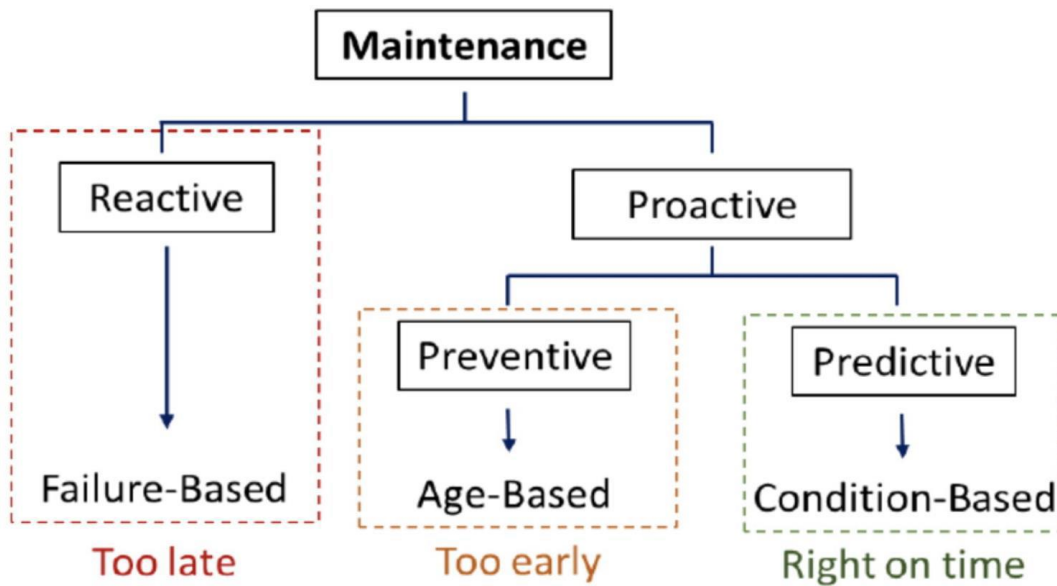 Maintenance
Reactive
Proactive
Preventive
Predictive
Failure-Based
Age-Based
Condition-Based
Too late
Too early
Right on time